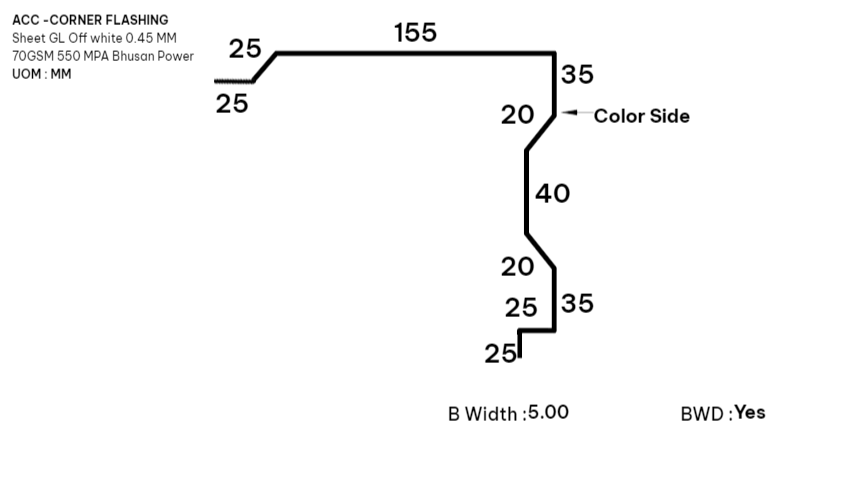 ACC -CORNER FLASHING
Sheet GL Off white 0.45 MM
70GSM 550 MPA Bhusan Power
UOM : MM
155
25
25
35
20
Color Side
40
20
25
35
25
B Width :5.00
BWD :Yes